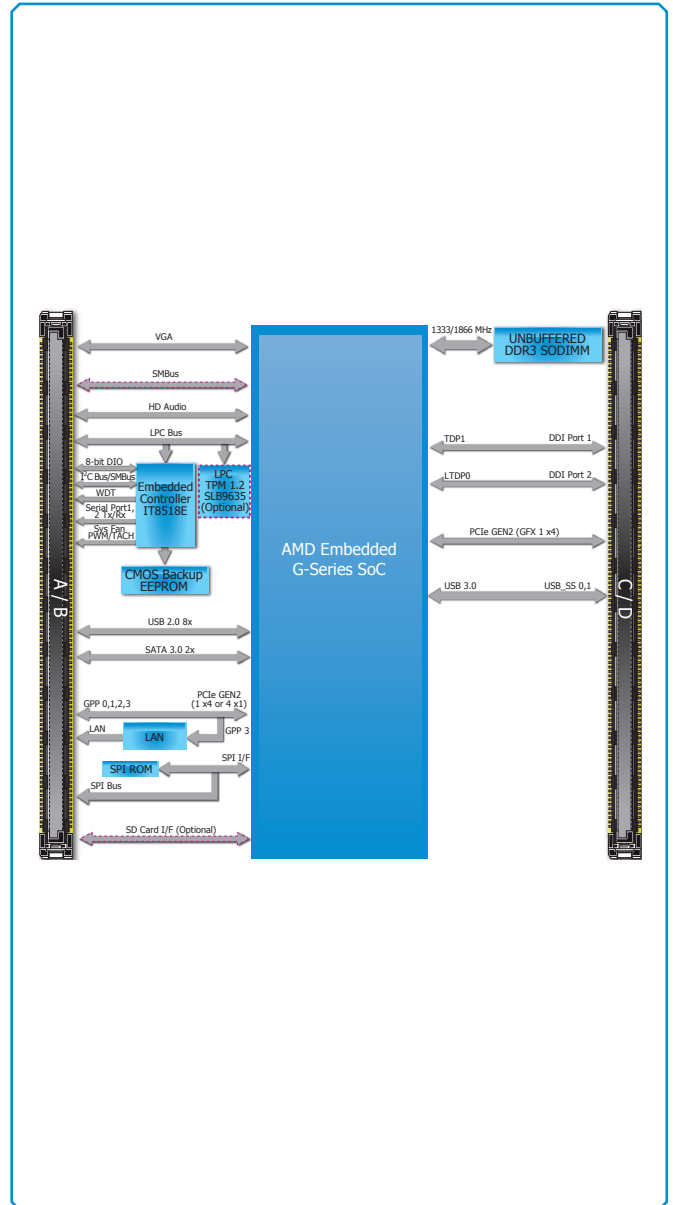 1333/1866 MHz
VGA
UNBUFFERED
DDR3 SODIMM
SMBus
HD Audio
LPC Bus
TDP1
DDI Port 1
8-bit DIO
I²C Bus/SMBus
WDT
Serial Port1,
2 Tx/Rx
Sys Fan
PWM/TACH
Embedded
Controller
IT8518E
LPC
TPM 1.2
SLB9635
(Optional)
LTDP0
DDI Port 2
AMD Embedded
G-Series SoC
PCIe GEN2 (GFX 1 x4)
CMOS Backup
EEPROM
A / B
C / D
USB 3.0
USB_SS 0,1
USB 2.0 8x
SATA 3.0 2x
GPP 0,1,2,3
PCIe GEN2
(1 x4 or 4 x1)
LAN
LAN
GPP 3
SPI ROM
SPI I/F
SPI Bus
SD Card I/F (Optional)